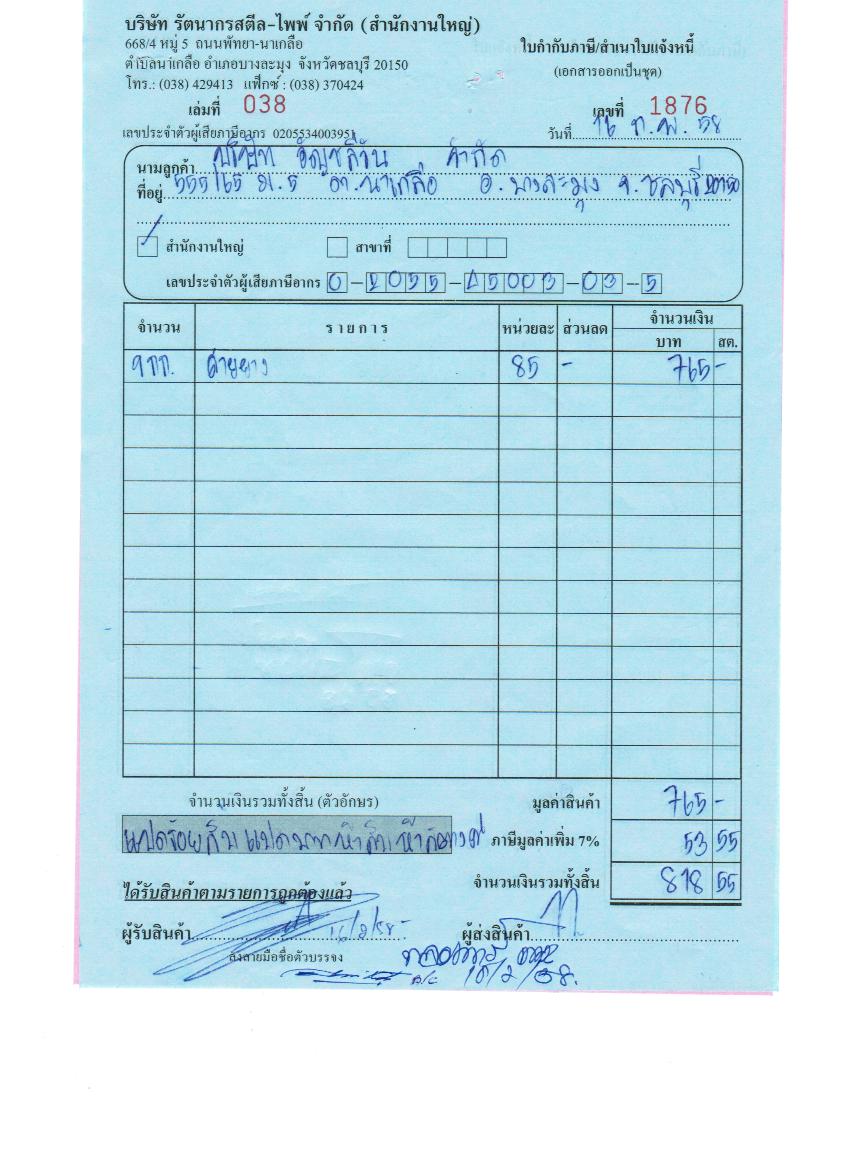 บริษัท รัตนากรสตีล-ไพพ์ จำกัด (สำนักงานใหญ่)
668/4 หมู่ 5 ถนนพัทยา-นาเกลือ
ตำบลนาเกลือ อำเภอบางละมุง จังหวัดชลบุรี 20150
โทร.: (038) 429413 แฟ็กซ์ : (038) 370424
ใบกำกับภาษี/สำเนาใบแจ้งหนี้
(เอกสารออกเป็นชุด)
เล่มที่ 038
เลขที่ 1876
เลขประจำตัวผู้เสียภาษีอากร 0205534003951
วันที่ 16 ก.พ. 58
นามลูกค้า บริษัท จำกัด
ที่อยู่ 555/65 ม.5 ต.นาเกลือ อ.บางละมุง จ.ชลบุรี 20150
สำนักงานใหญ่ สาขาที่
เลขประจำตัวผู้เสียภาษีอากร
จำนวน รายการ หน่วยละ ส่วนลด จำนวนเงิน
บาท สต.
9 กก. สายยาง 85 - 765 -
จำนวนเงินรวมทั้งสิ้น (ตัวอักษร) มูลค่าสินค้า 765 -
แปดร้อยสิบแปดบาทห้าสิบห้าสตางค์ ภาษีมูลค่าเพิ่ม 7% 53 55
จำนวนเงินรวมทั้งสิ้น 818 55
ได้รับสินค้าตามรายการถูกต้องแล้ว
ผู้รับสินค้า 16/2/58 ผู้ส่งสินค้า
ลงลายมือชื่อตัวบรรจง
16/2/58.